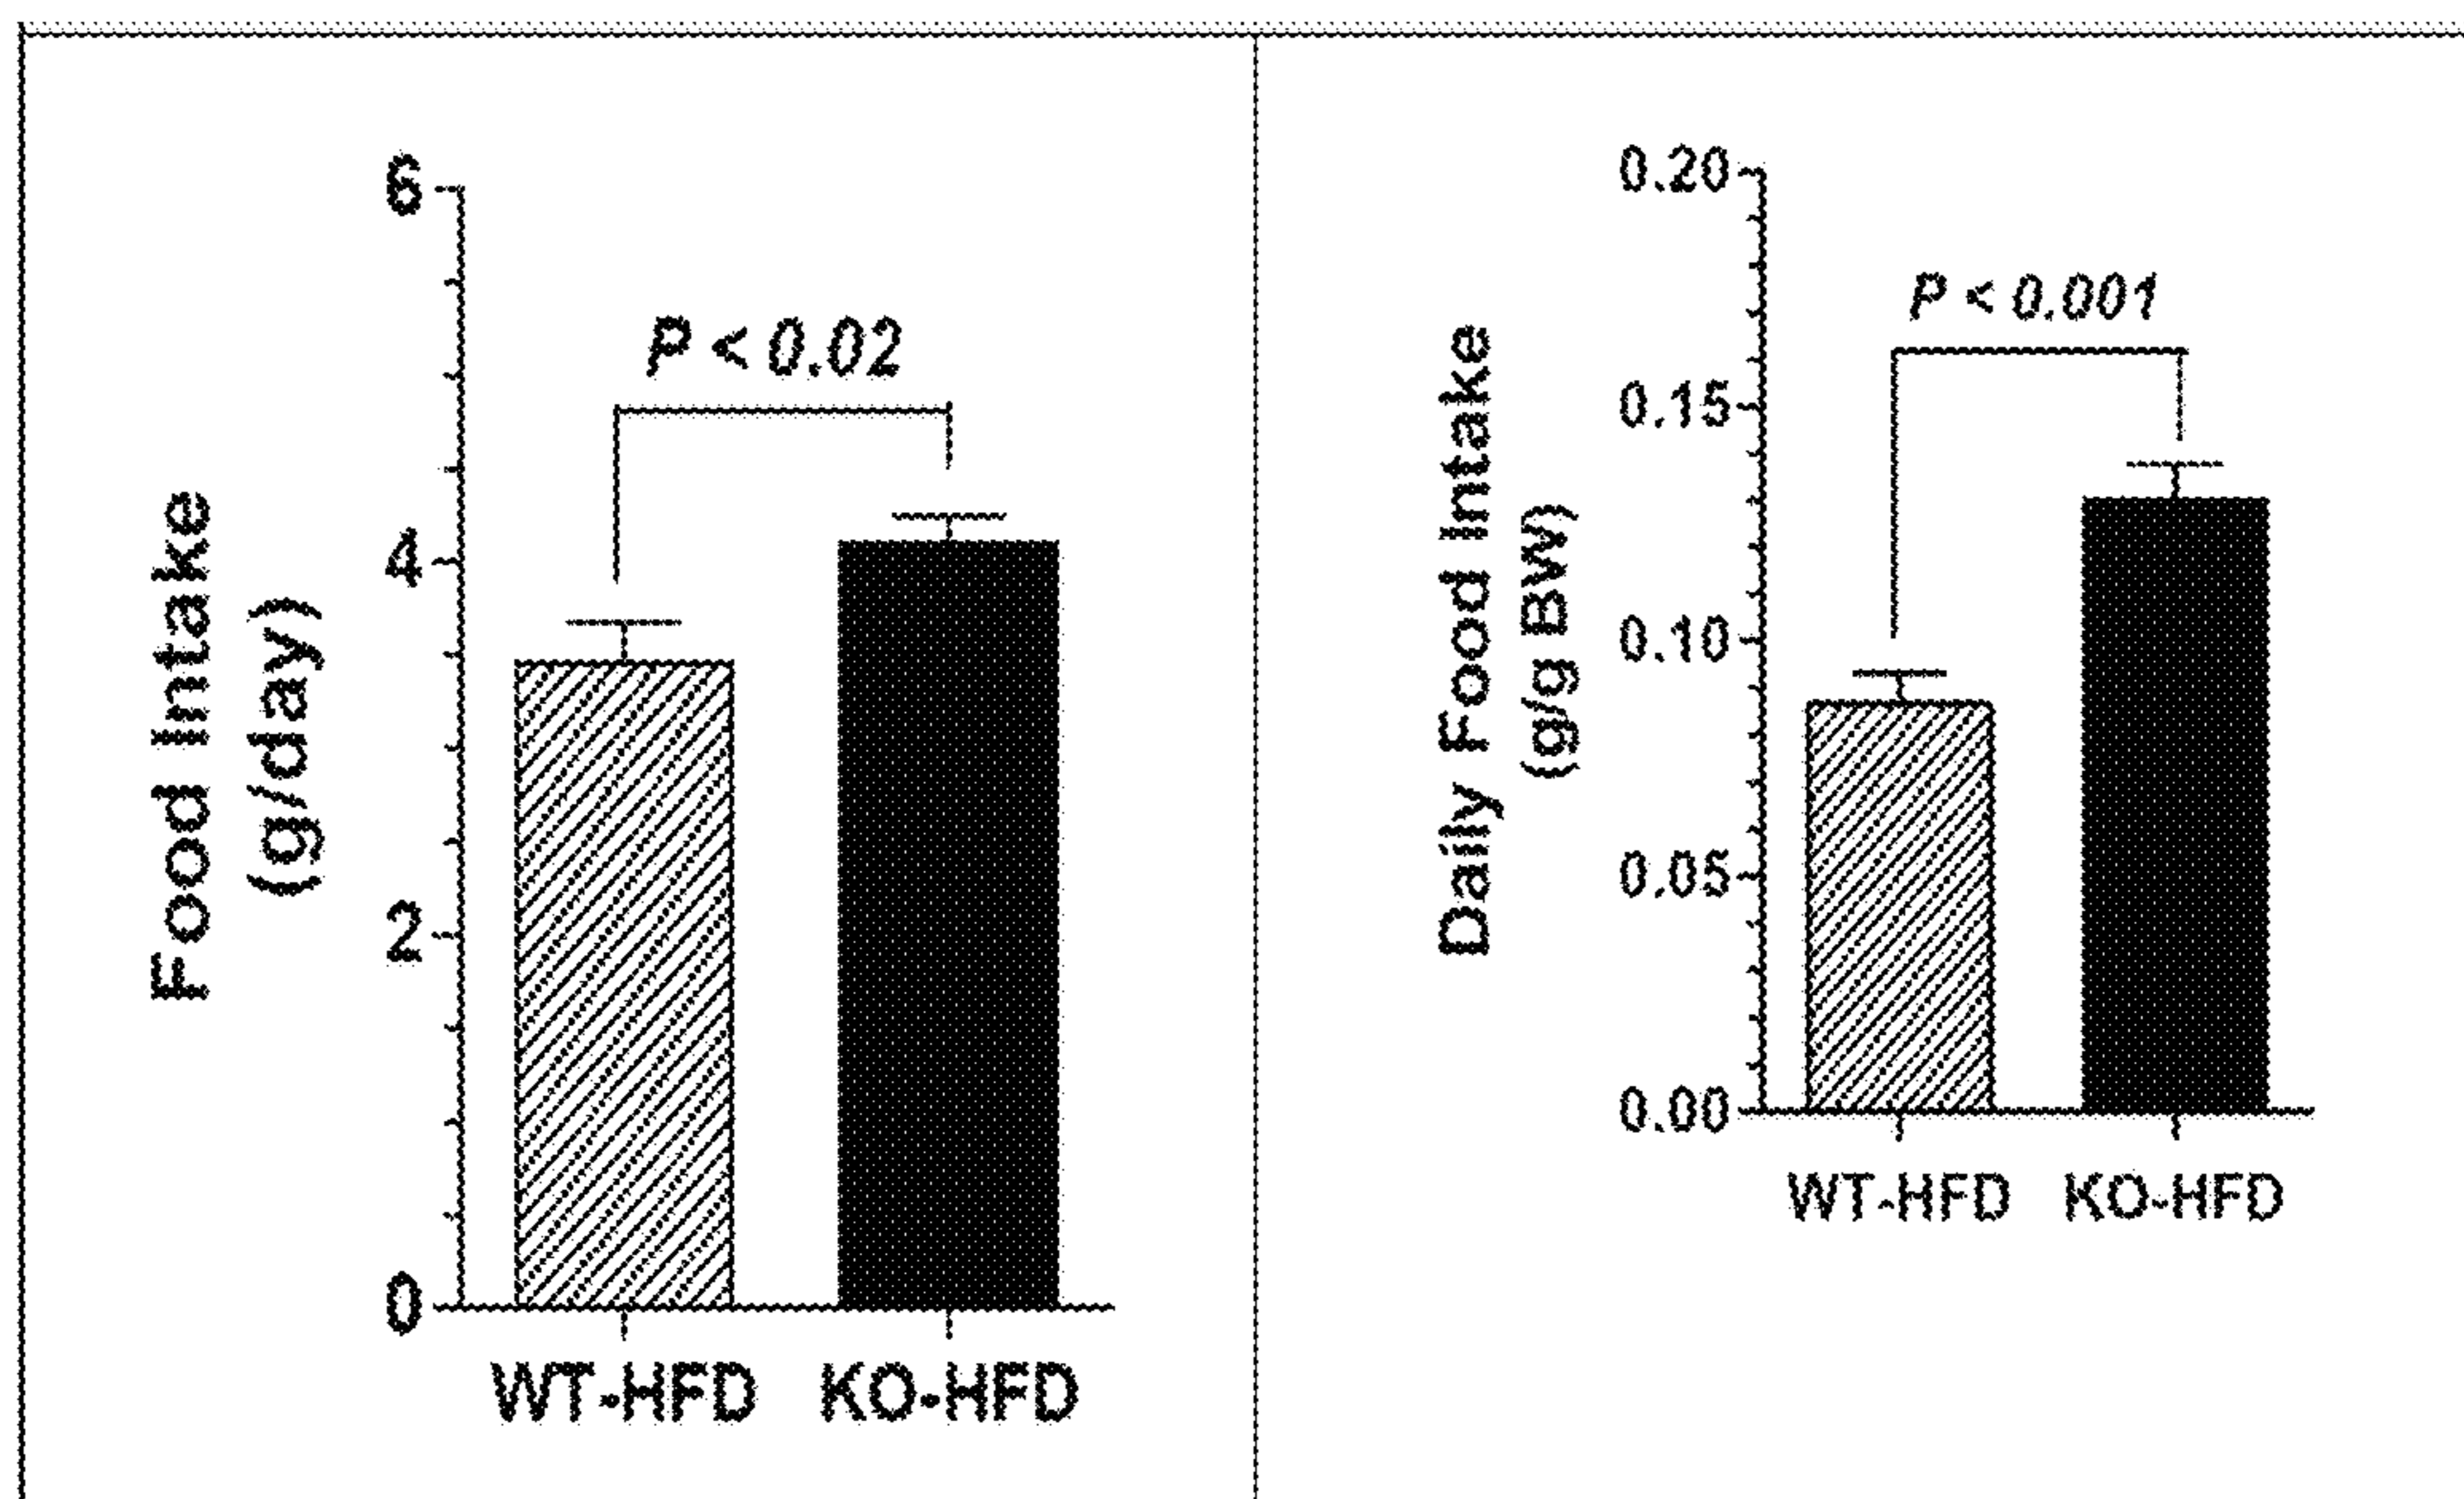 Food Intake
(g/day)
6
4
2
0
P < 0.02
WT-HFD KO-HFD
Daily Food Intake
(g/g BW)
0.20
0.15
0.10
0.05
0.00
P < 0.001
WT-HFD KO-HFD